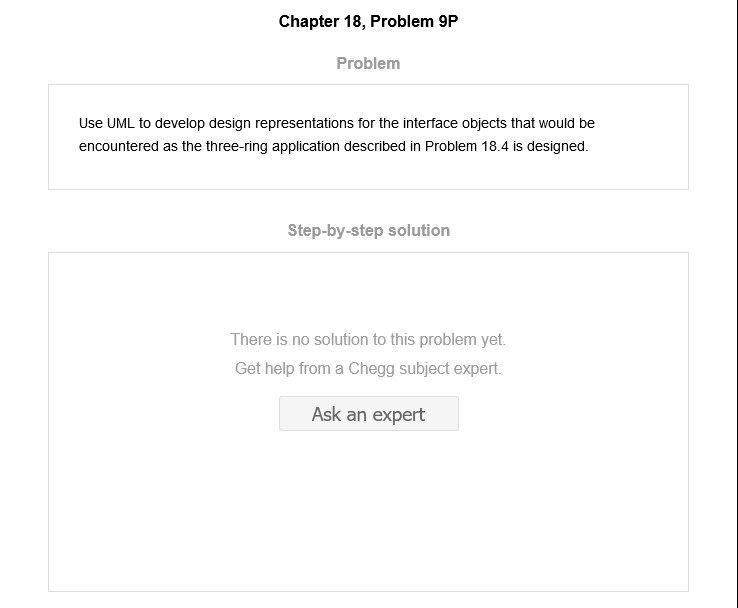 Chapter 18, Problem 9P
Problem
Use UML to develop design representations for the interface objects that would be
encountered as the three-ring application described in Problem 18.4 is designed.
Step-by-step solution
There is no solution to this problem yet.
Get help from a Chegg subject expert.
Ask an expert